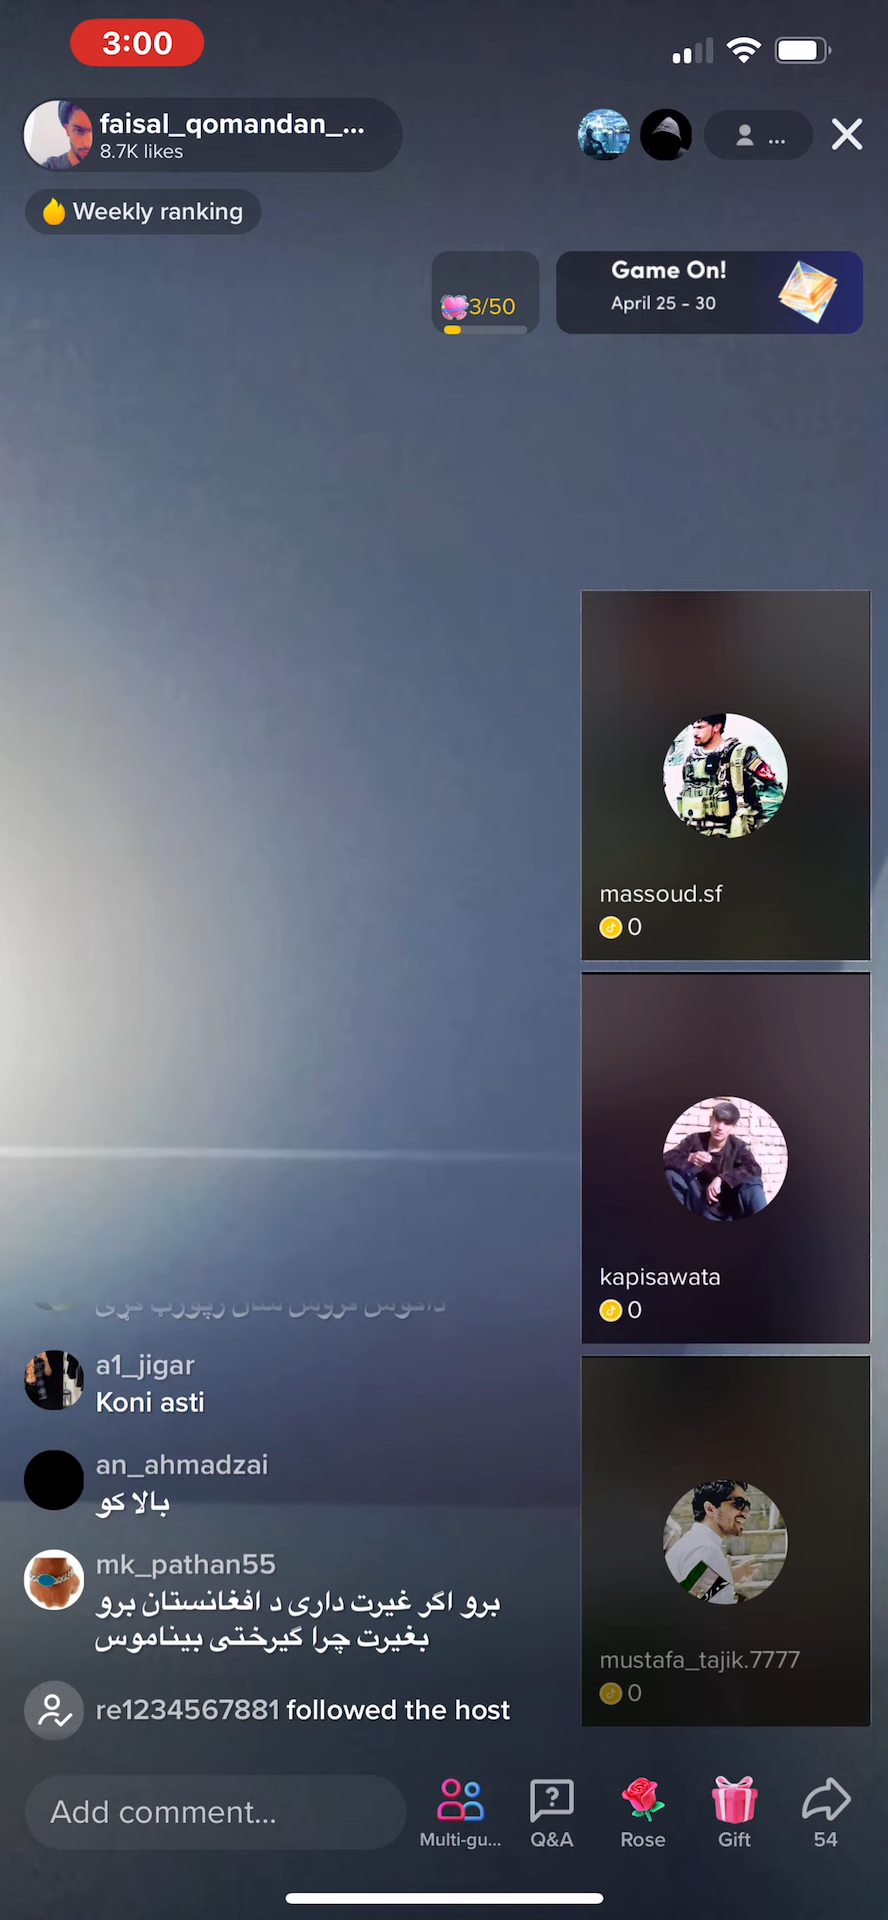 3:00
faisal_qomandan_...
8.7K likes
Weekly ranking
3/50
Game On!
April 25 - 30
massoud.sf
0
kapisawata
0
mustafa_tajik.7777
0
a1_jigar
Koni asti
an_ahmadzai
بالا کو
mk_pathan55
برو اگر غیرت داری د افغانستان برو
بغیرت چرا گیرختی بیناموس
re1234567881 followed the host
Add comment...
Multi-gu...
Q&A
Rose
Gift
54